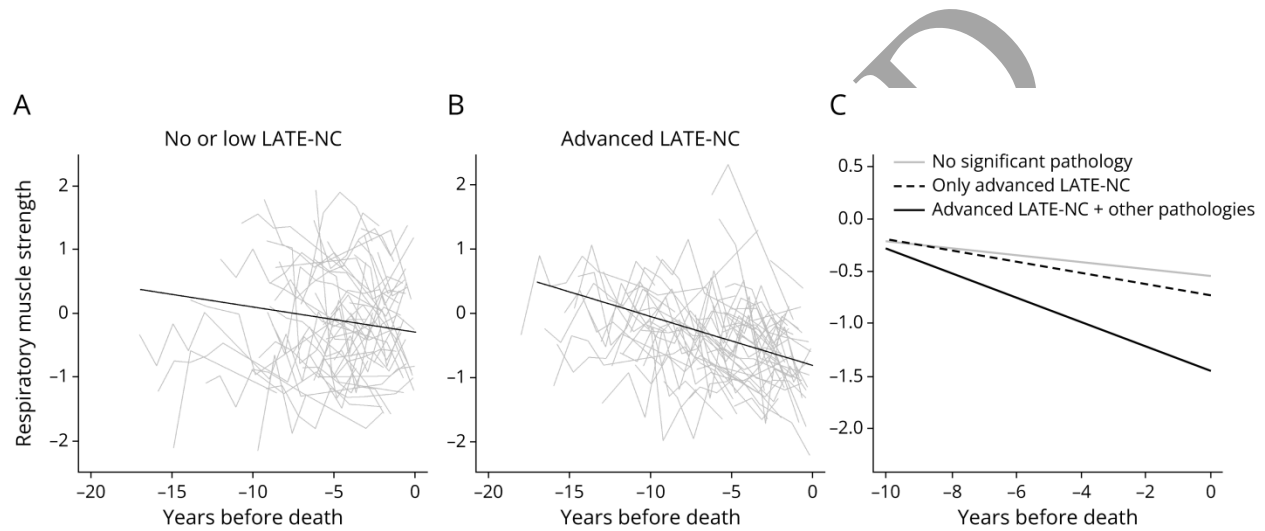 A
No or low LATE-NC
Respiratory muscle strength
2
1
0
−1
−2
−20
−15
−10
−5
0
Years before death
B
Advanced LATE-NC
2
1
0
−1
−2
−20
−15
−10
−5
0
Years before death
C
No significant pathology
Only advanced LATE-NC
Advanced LATE-NC + other pathologies
0.5
0.0
−0.5
−1.0
−1.5
−2.0
−10
−8
−6
−4
−2
0
Years before death